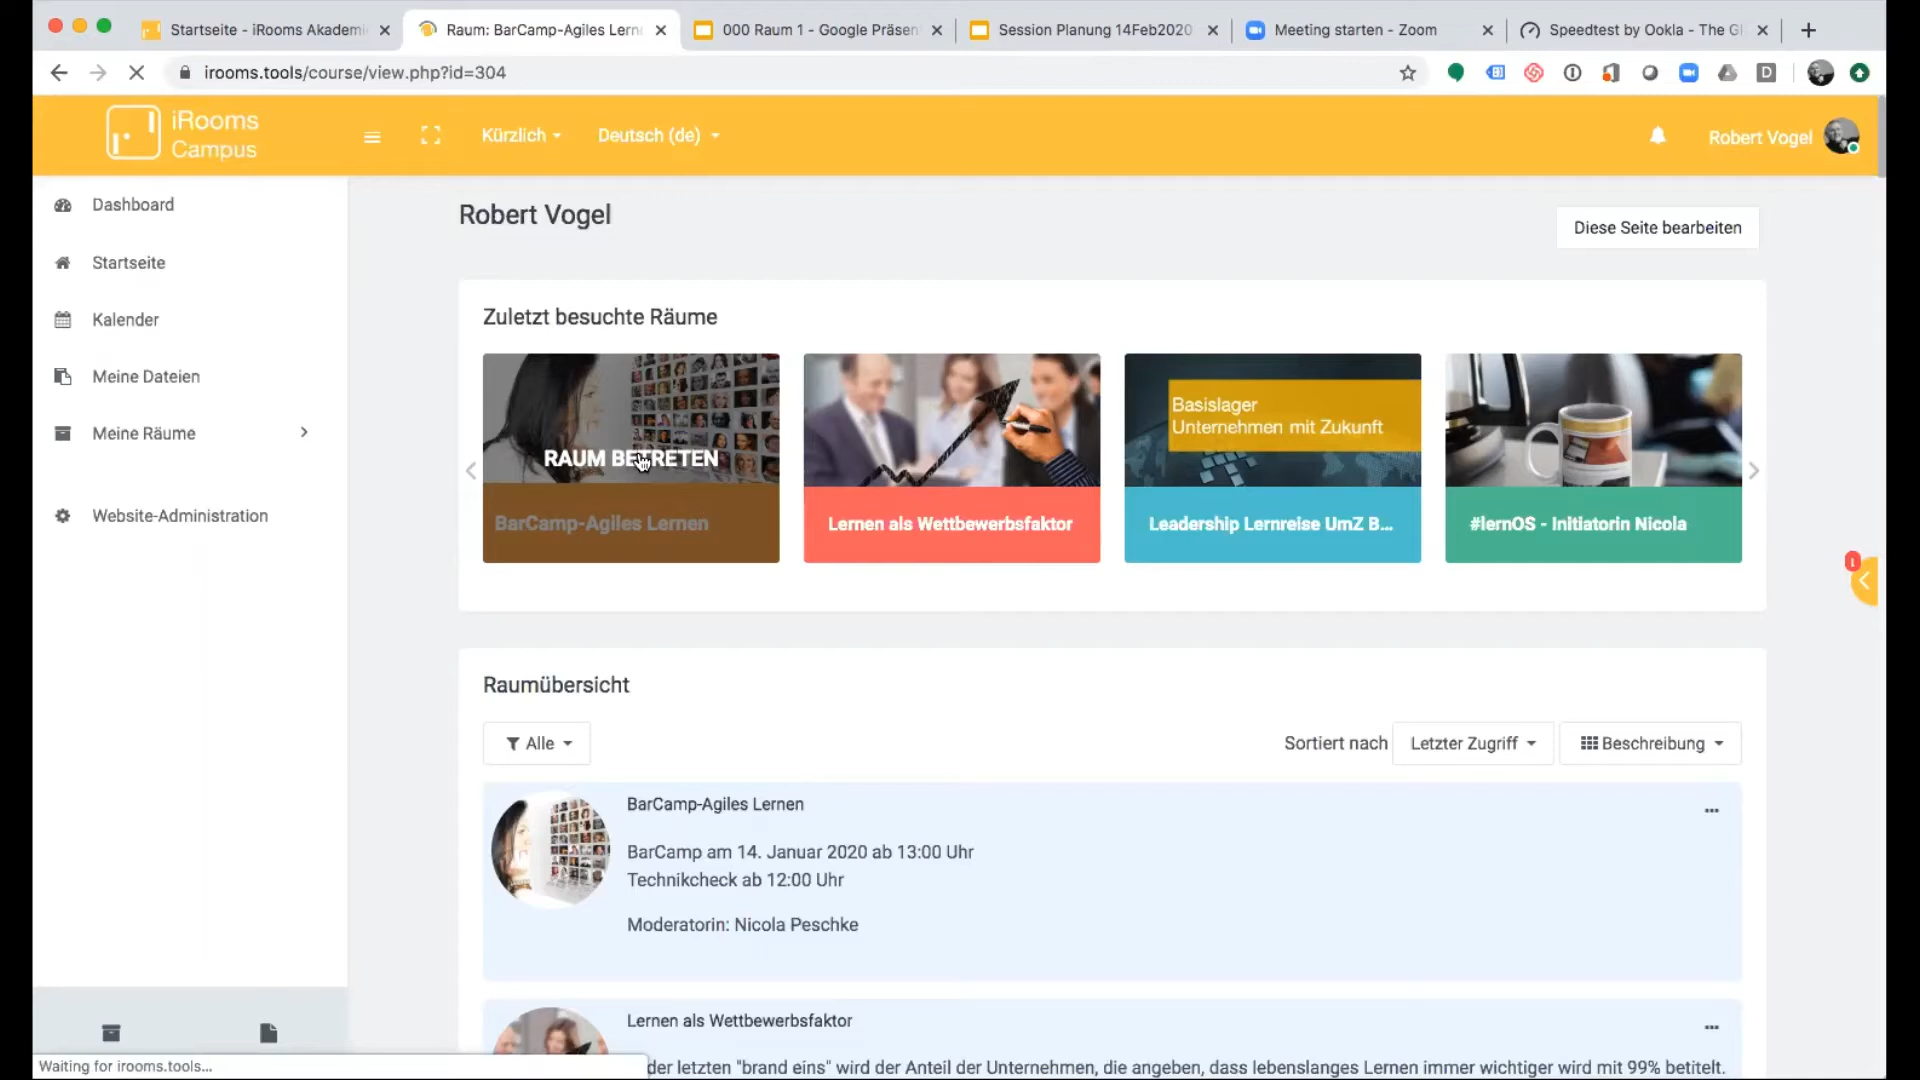 Startseite - iRooms Akademi
Raum: BarCamp-Agiles Lern
000 Raum 1 - Google Präsen
Session Planung 14Feb2020
Meeting starten - Zoom
Speedtest by Ookla - The Gl
irooms.tools/course/view.php?id=304
iRooms
Campus
Kürzlich
Deutsch (de)
Robert Vogel
Dashboard
Startseite
Kalender
Meine Dateien
Meine Räume
Website-Administration
Robert Vogel
Diese Seite bearbeiten
Zuletzt besuchte Räume
RAUM BETRETEN
BarCamp-Agiles Lernen
Lernen als Wettbewerbsfaktor
Basislager
Unternehmen mit Zukunft
Leadership Lernreise UmZ B...
#lernOS - Initiatorin Nicola
1
Raumübersicht
Alle
Sortiert nach
Letzter Zugriff
Beschreibung
BarCamp-Agiles Lernen
BarCamp am 14. Januar 2020 ab 13:00 Uhr
Technikcheck ab 12:00 Uhr
Moderatorin: Nicola Peschke
Lernen als Wettbewerbsfaktor
der letzten "brand eins" wird der Anteil der Unternehmen, die angeben, dass lebenslanges Lernen immer wichtiger wird mit 99% betitelt.
Waiting for irooms.tools...